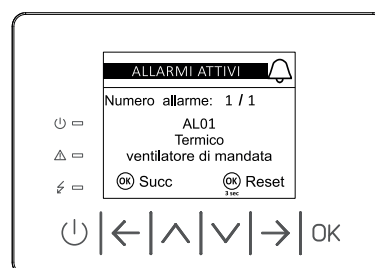 ALLARMI ATTIVI
Numero allarme: 1 / 1
AL01
Termico
ventilatore di mandata
OK Succ OK Reset
3 sec
OK